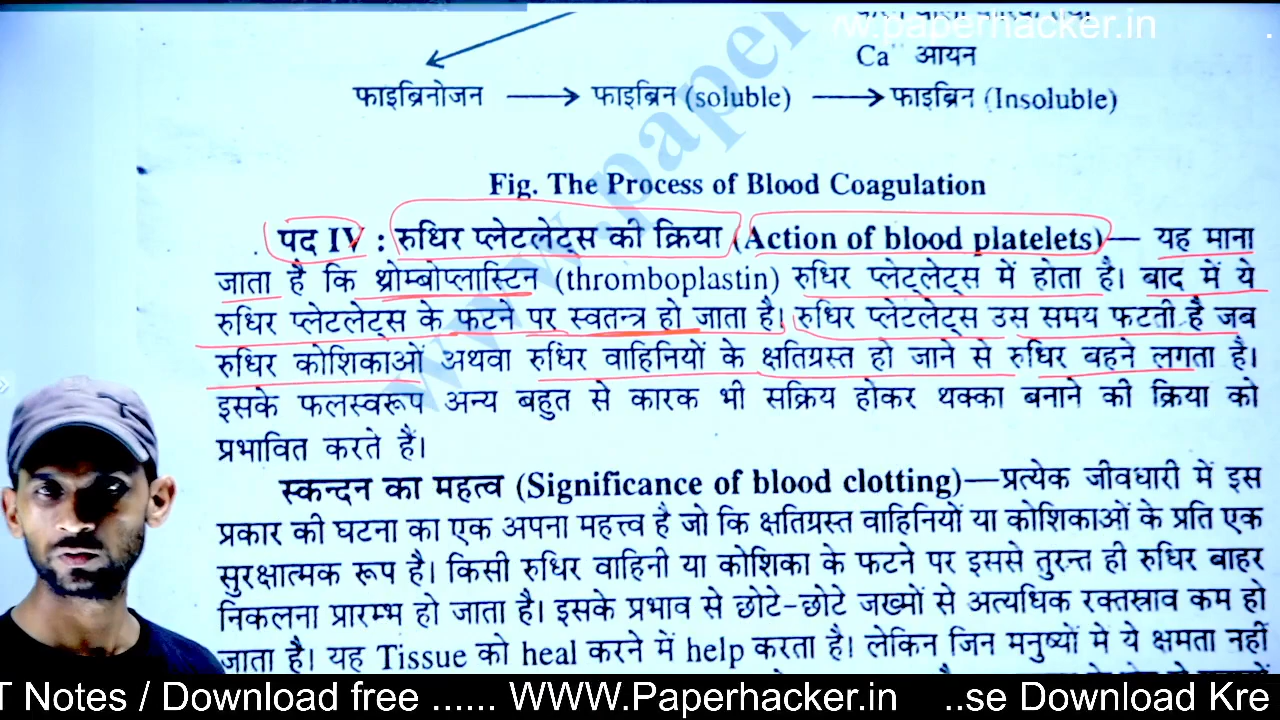 w.paperhacker.in
Ca¨ आयन
फाइब्रिनोजन ⟶ फाइब्रिन (soluble) ⟶ फाइब्रिन (Insoluble)
www.paper
Fig. The Process of Blood Coagulation
पद IV : रुधिर प्लेटलेट्स की क्रिया (Action of blood platelets)— यह माना
जाता है कि थ्रोम्बोप्लास्टिन (thromboplastin) रुधिर प्लेट्लेट्स में होता है। बाद में ये
रुधिर प्लेटलेट्स के फटने पर स्वतन्त्र हो जाता है। रुधिर प्लेटलेट्स उस समय फटती है जब
रुधिर कोशिकाओं अथवा रुधिर वाहिनियों के क्षतिग्रस्त हो जाने से रुधिर बहने लगता है।
इसके फलस्वरूप अन्य बहुत से कारक भी सक्रिय होकर थक्का बनाने की क्रिया को
प्रभावित करते हैं।
स्कन्दन का महत्व (Significance of blood clotting)—प्रत्येक जीवधारी में इस
प्रकार की घटना का एक अपना महत्त्व है जो कि क्षतिग्रस्त वाहिनियों या कोशिकाओं के प्रति एक
सुरक्षात्मक रूप है। किसी रुधिर वाहिनी या कोशिका के फटने पर इससे तुरन्त ही रुधिर बाहर
निकलना प्रारम्भ हो जाता है। इसके प्रभाव से छोटे-छोटे जख्मों से अत्यधिक रक्तस्राव कम हो
जाता है। यह Tissue को heal करने में help करता है। लेकिन जिन मनुष्यों मे ये क्षमता नहीं
T Notes / Download free ...... WWW.Paperhacker.in ..se Download Kre